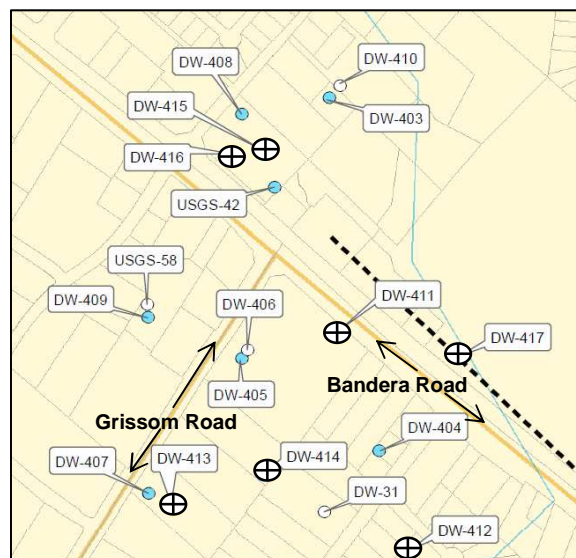 DW-408
DW-410
DW-415
DW-403
DW-416
USGS-42
USGS-58
DW-406
DW-411
DW-409
DW-417
DW-405
Bandera Road
Grissom Road
DW-404
DW-407
DW-413
DW-414
DW-31
DW-412